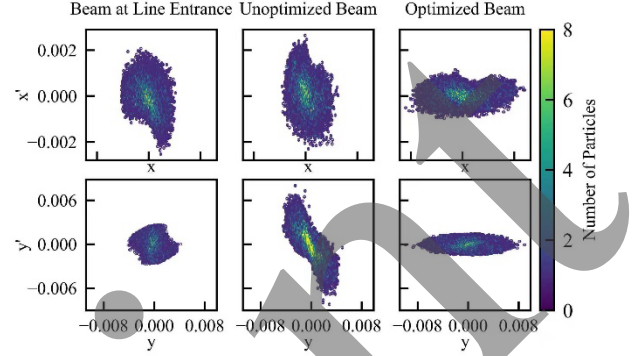 Beam at Line Entrance Unoptimized Beam Optimized Beam
8
0.002
0.000
−0.002
x'
x x x
6
4
0.006
0.000
−0.006
y'
2
0
Number of Particles
−0.008 0.000 0.008 −0.008 0.000 0.008 −0.008 0.000 0.008
y y y